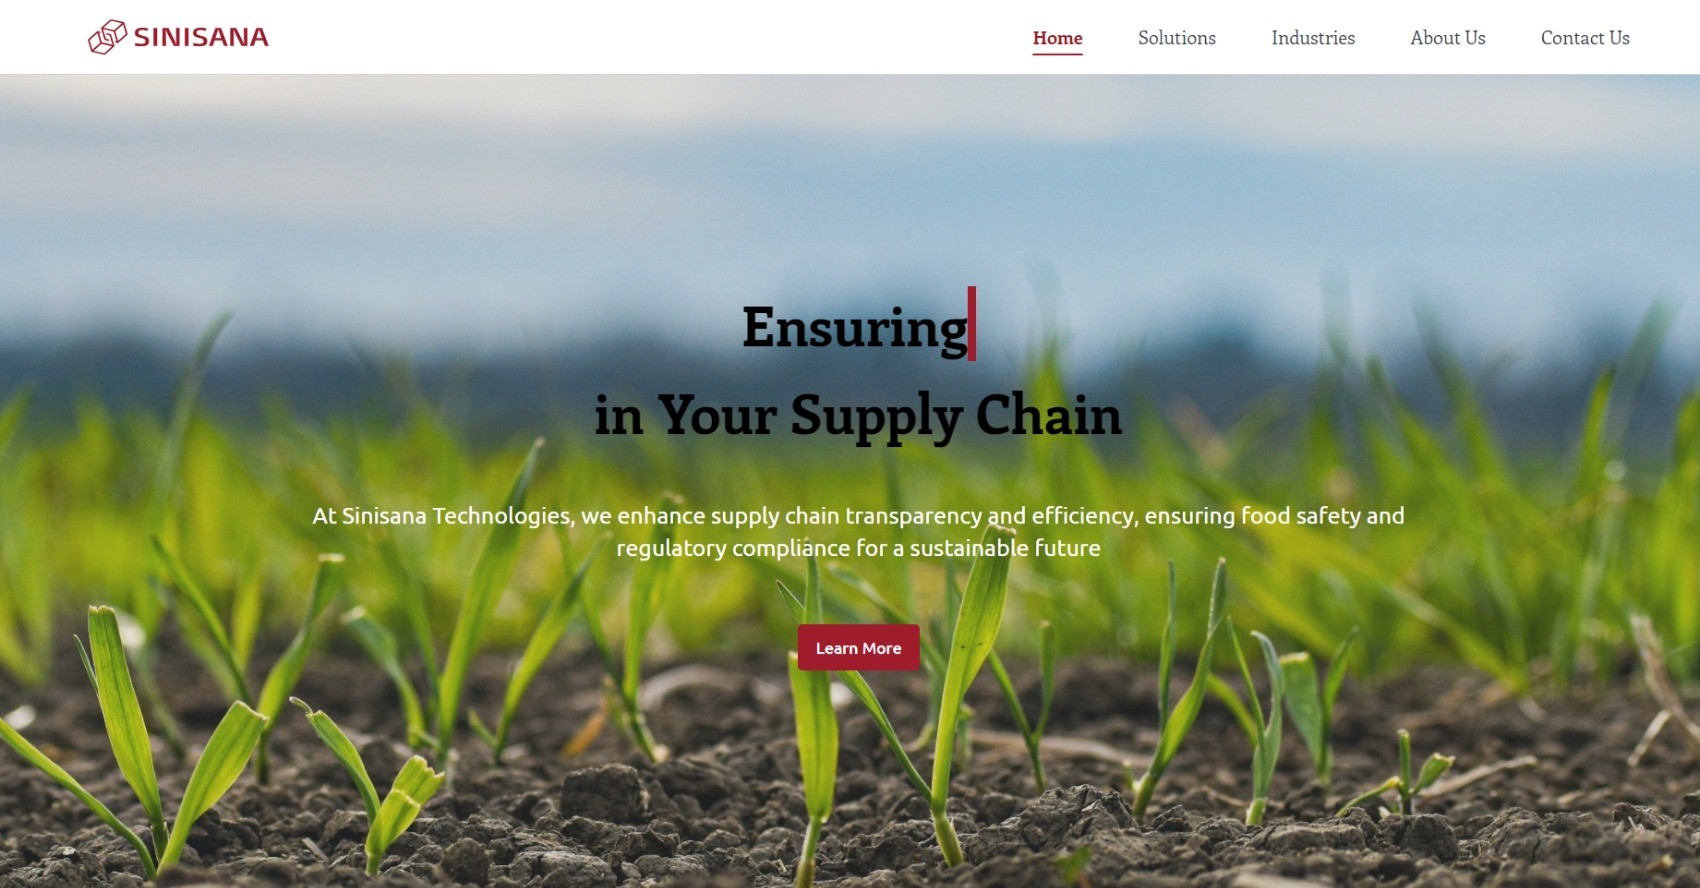 SINISANA
Home
Solutions
Industries
About Us
Contact Us
Ensuring
in Your Supply Chain
At Sinisana Technologies, we enhance supply chain transparency and efficiency, ensuring food safety and
regulatory compliance for a sustainable future
Learn More